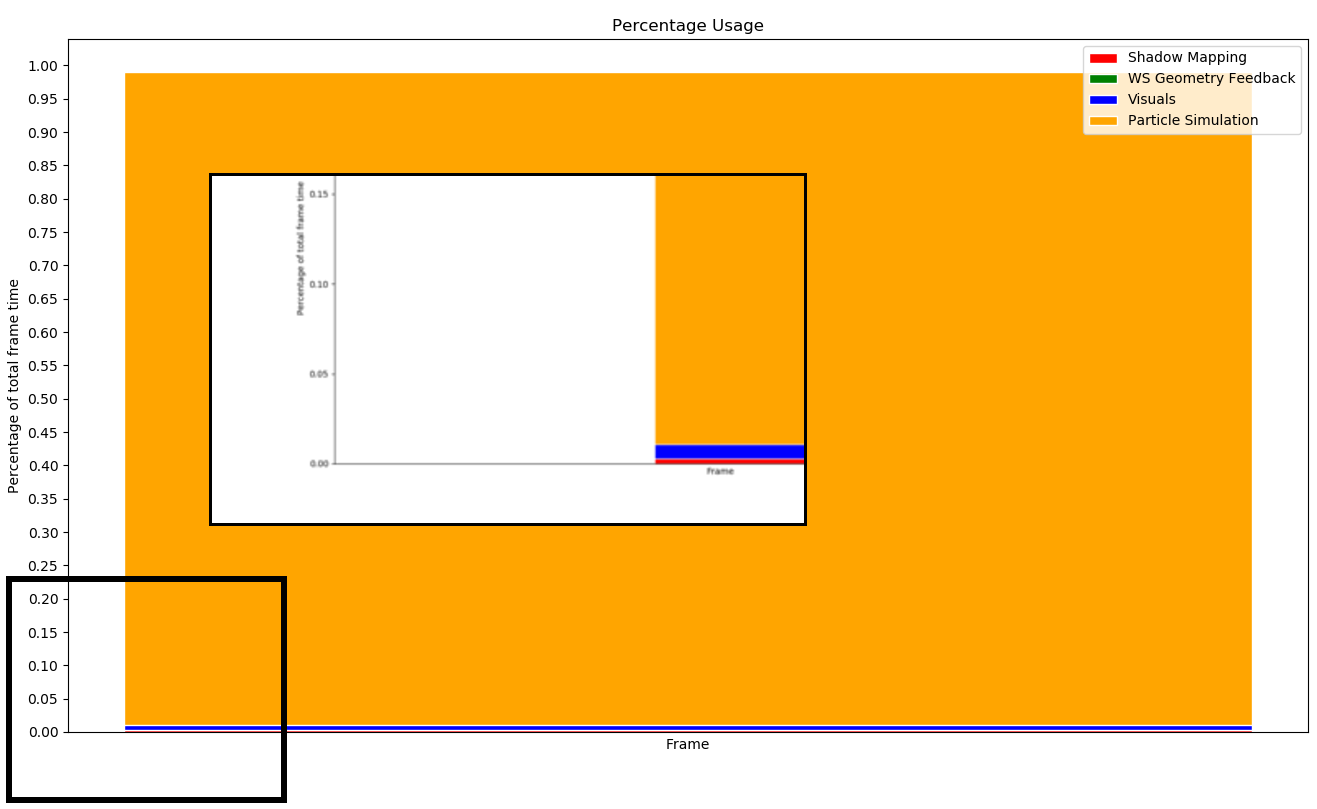 Percentage Usage
Shadow Mapping
WS Geometry Feedback
Visuals
Particle Simulation
Percentage of total frame time
1.00
0.95
0.90
0.85
0.80
0.75
0.70
0.65
0.60
0.55
0.50
0.45
0.40
0.35
0.30
0.25
0.20
0.15
0.10
0.05
0.00
Frame
Percentage of total frame time
0.15
0.10
0.05
0.00
Frame